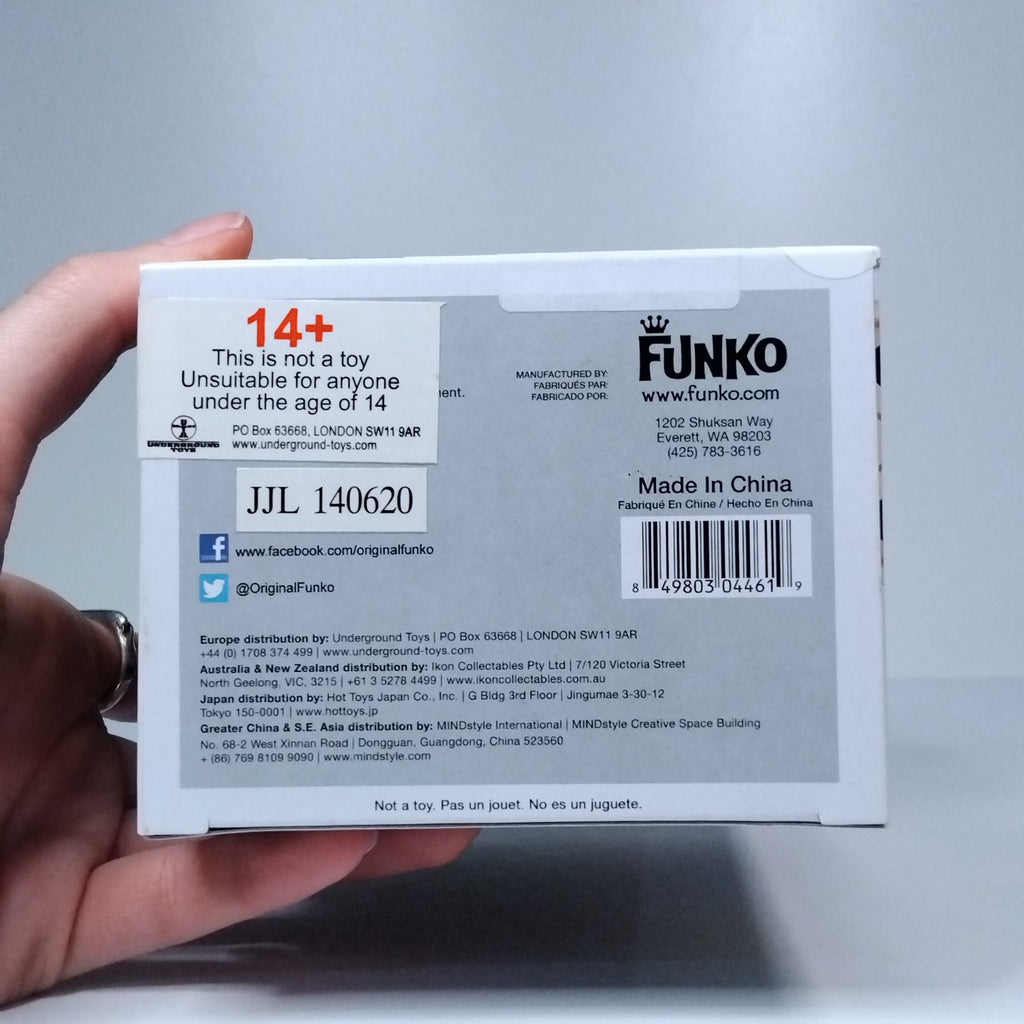 14+
This is not a toy
Unsuitable for anyone
under the age of 14
UNDERGROUND
TOYS
PO Box 63668, LONDON SW11 9AR
www.underground-toys.com
JJL 140620
www.facebook.com/originalfunko
@OriginalFunko
MANUFACTURED BY:
FABRIQUÉS PAR:
FABRICADO POR:
FUNKO
www.funko.com
1202 Shuksan Way
Everett, WA 98203
(425) 783-3616
Made In China
Fabriqué En Chine / Hecho En China
8 49803 04461 9
Europe distribution by: Underground Toys | PO Box 63668 | LONDON SW11 9AR
+44 (0) 1708 374 499 | www.underground-toys.com
Australia & New Zealand distribution by: Ikon Collectables Pty Ltd | 7/120 Victoria Street
North Geelong, VIC, 3215 | +61 3 5278 4499 | www.ikoncollectables.com.au
Japan distribution by: Hot Toys Japan Co., Inc. | G Bldg 3rd Floor | Jingumae 3-30-12
Tokyo 150-0001 | www.hottoys.jp
Greater China & S.E. Asia distribution by: MINDstyle International | MINDstyle Creative Space Building
No. 68-2 West Xinnan Road | Dongguan, Guangdong, China 523560
+ (86) 769 8109 9090 | www.mindstyle.com
Not a toy. Pas un jouet. No es un juguete.